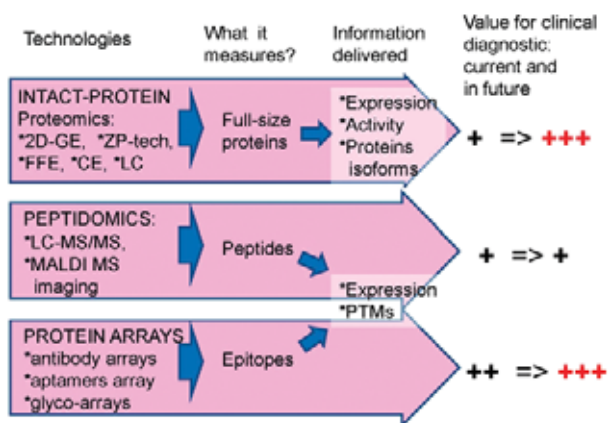 Technologies
What it
measures?
Information
delivered
Value for clinical
diagnostic:
current and
in future
INTACT-PROTEIN
Proteomics:
*2D-GE, *ZP-tech,
*FFE, *CE, *LC
Full-size
proteins
*Expression
*Activity
*Proteins
isoforms
+ => +++
PEPTIDOMICS:
*LC-MS/MS,
*MALDI MS
imaging
Peptides
+ => +
*Expression
*PTMs
PROTEIN ARRAYS
*antibody arrays
*aptamers array
*glyco-arrays
Epitopes
++ => +++